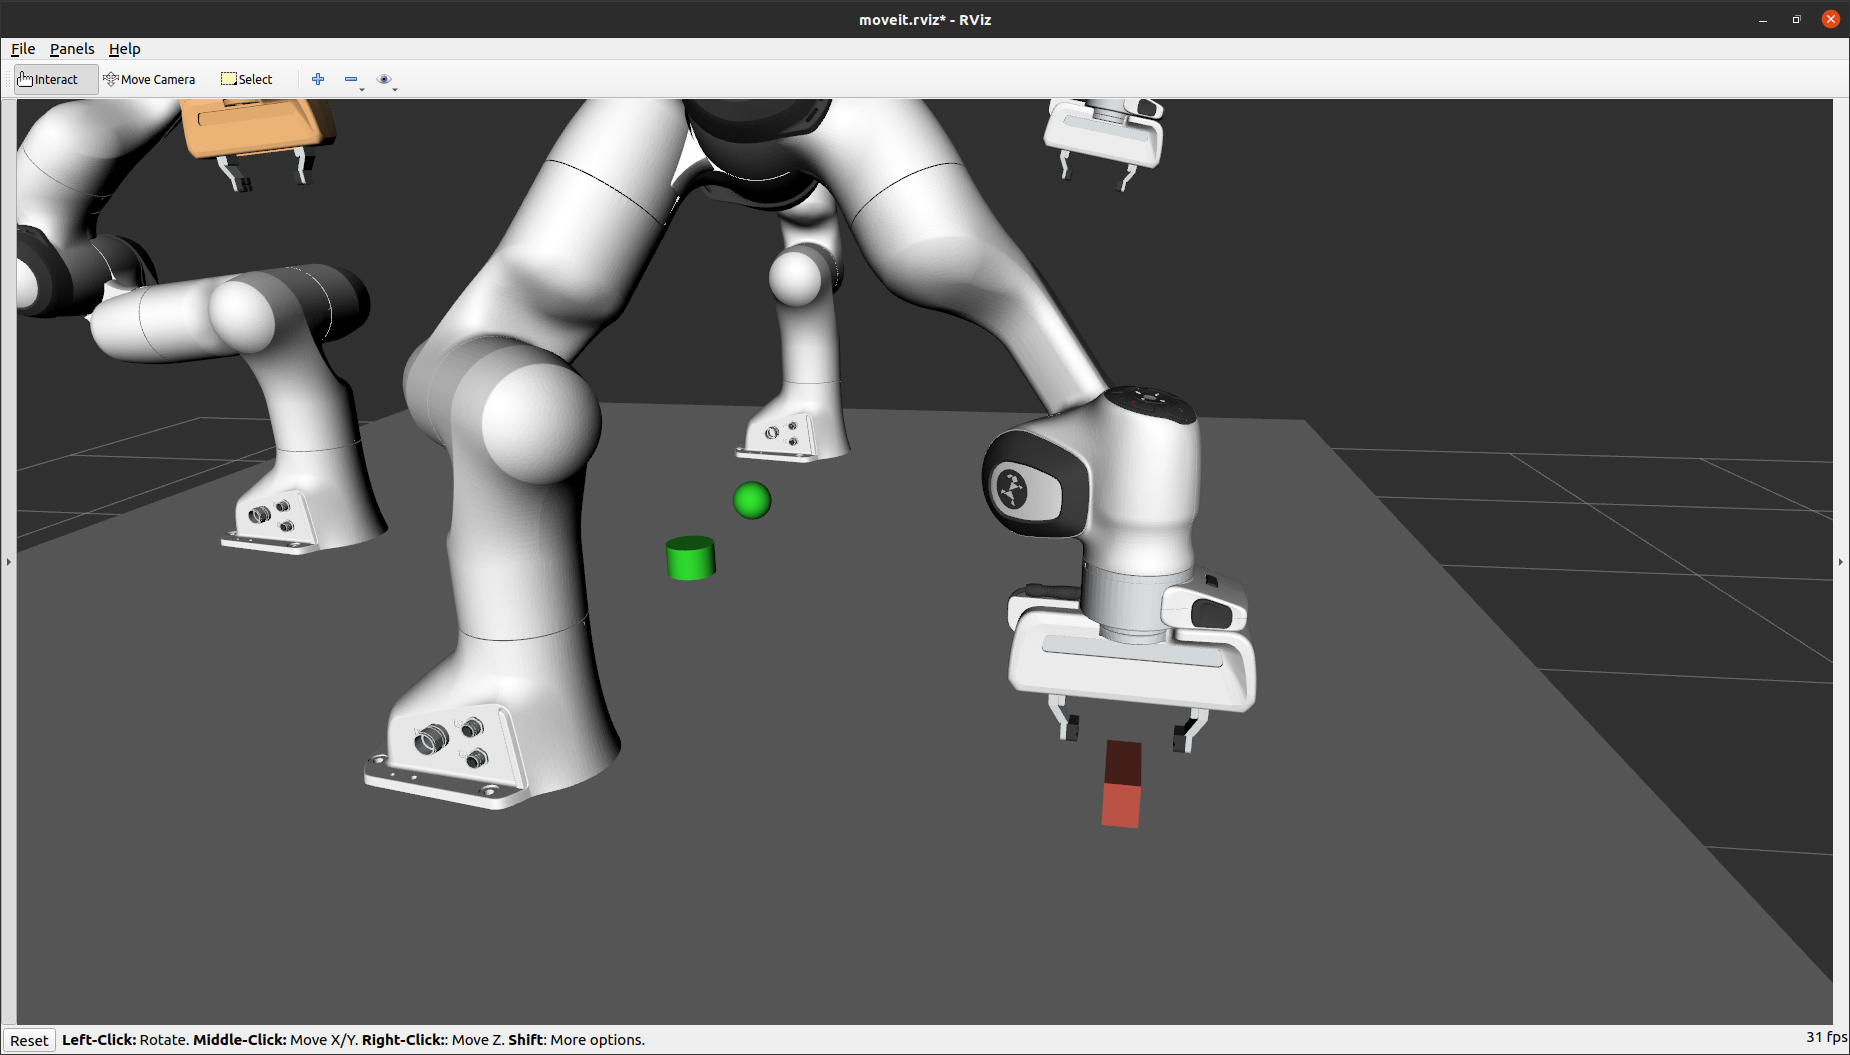 moveit.rviz* - RViz
File Panels Help
Interact Move Camera Select
Reset Left-Click: Rotate. Middle-Click: Move X/Y. Right-Click:: Move Z. Shift: More options. 31 fps